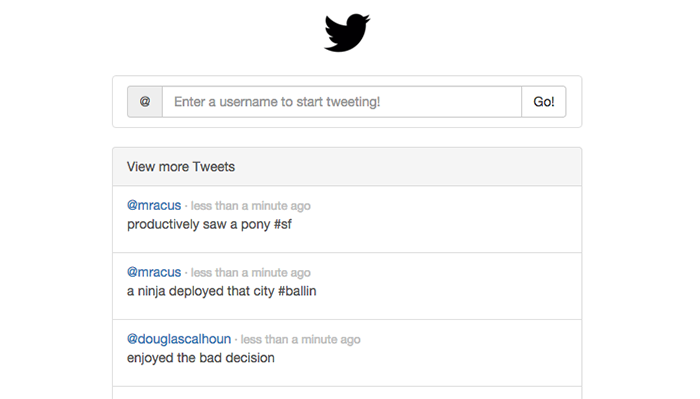 @ Enter a username to start tweeting! Go!
View more Tweets
@mracus · less than a minute ago
productively saw a pony #sf
@mracus · less than a minute ago
a ninja deployed that city #ballin
@douglascalhoun · less than a minute ago
enjoyed the bad decision